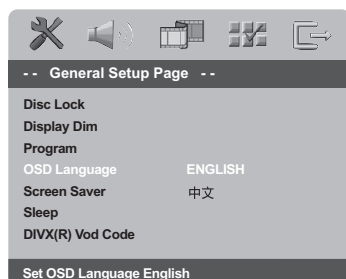 -- General Setup Page --
Disc Lock
Display Dim
Program
OSD Language ENGLISH
Screen Saver 中文
Sleep
DIVX(R) Vod Code
Set OSD Language English